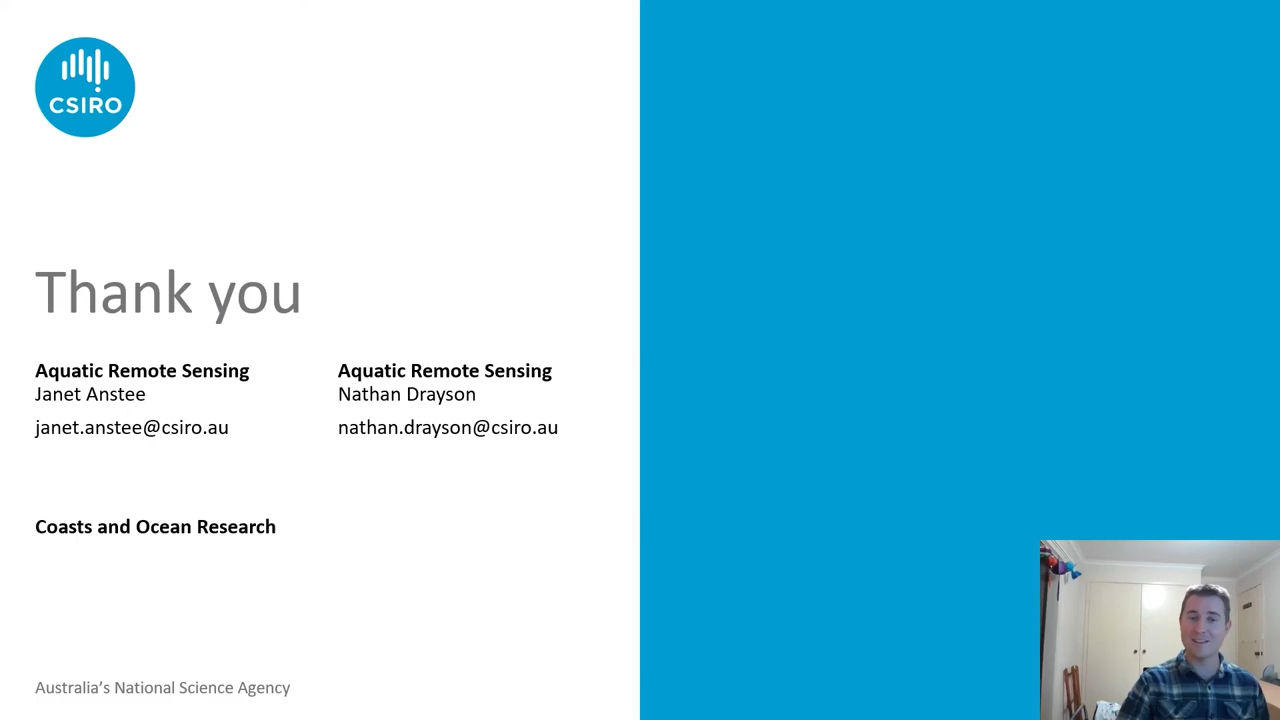 CSIRO
Thank you
Aquatic Remote Sensing
Janet Anstee
janet.anstee@csiro.au
Aquatic Remote Sensing
Nathan Drayson
nathan.drayson@csiro.au
Coasts and Ocean Research
Australia's National Science Agency